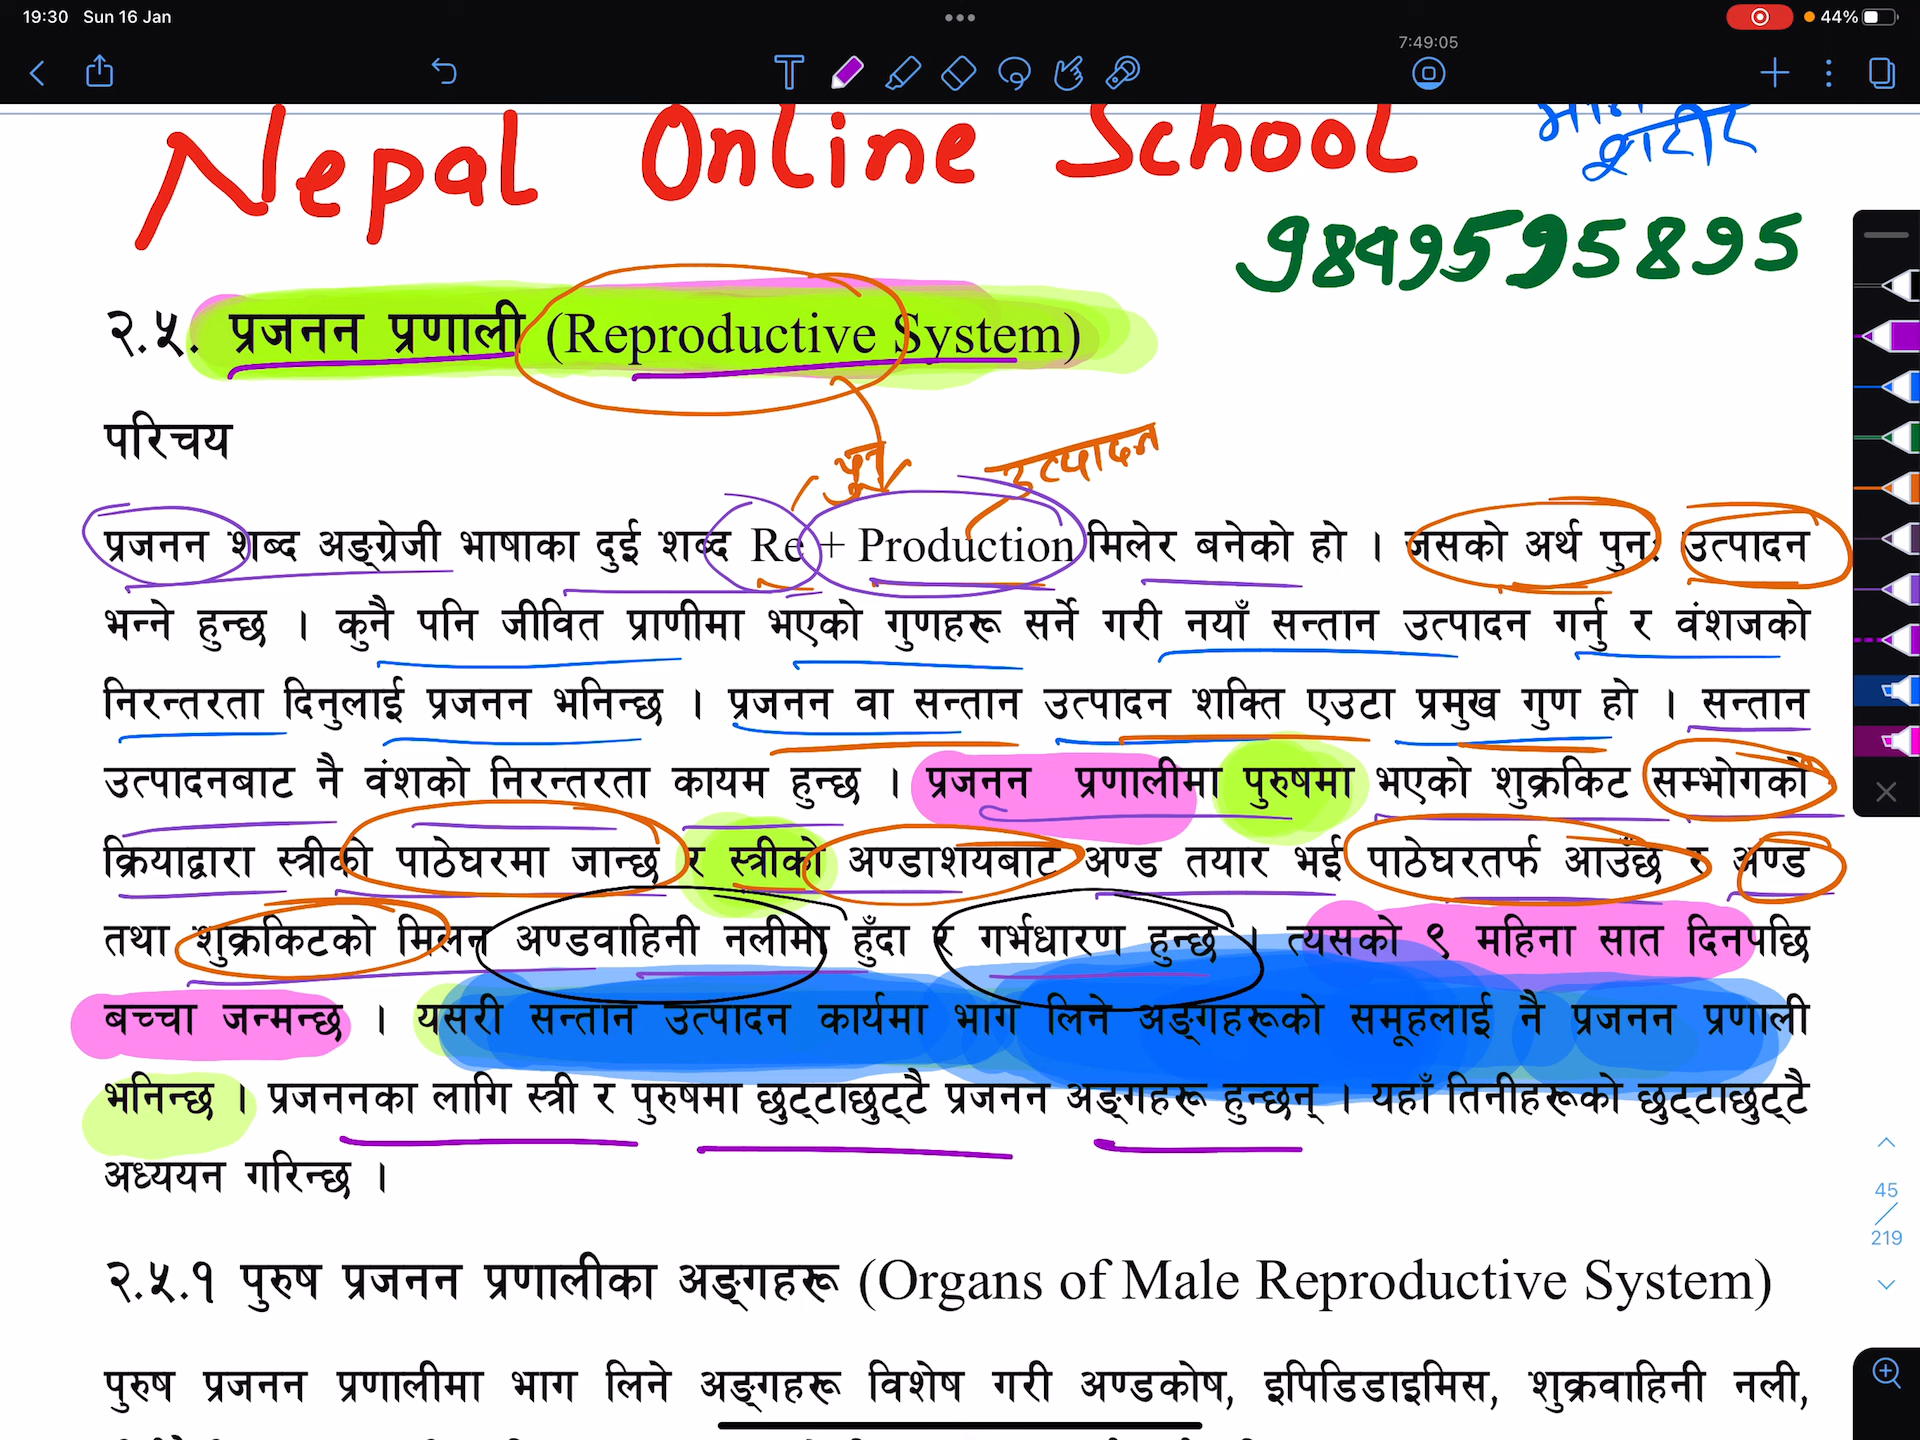 19:30 Sun 16 Jan
44%
7:49:05
Nepal Online School
शरीर
9849595895
२.५. प्रजनन प्रणाली (Reproductive System)
परिचय
पुन
उत्पादन
प्रजनन शब्द अङ्ग्रेजी भाषाका दुई शब्द Re + Production मिलेर बनेको हो । जसको अर्थ पुनः उत्पादन
भन्ने हुन्छ । कुनै पनि जीवित प्राणीमा भएको गुणहरू सर्ने गरी नयाँ सन्तान उत्पादन गर्नु र वंशजको
निरन्तरता दिनुलाई प्रजनन भनिन्छ । प्रजनन वा सन्तान उत्पादन शक्ति एउटा प्रमुख गुण हो । सन्तान
उत्पादनबाट नै वंशको निरन्तरता कायम हुन्छ । प्रजनन प्रणालीमा पुरुषमा भएको शुक्रकिट सम्भोगको
क्रियाद्वारा स्त्रीको पाठेघरमा जान्छ र स्त्रीको अण्डाशयबाट अण्ड तयार भई पाठेघरतर्फ आउँछ र अण्ड
तथा शुक्रकिटको मिलन अण्डवाहिनी नलीमा हुँदा र गर्भधारण हुन्छ । त्यसको ९ महिना सात दिनपछि
बच्चा जन्मन्छ । यसरी सन्तान उत्पादन कार्यमा भाग लिने अङ्गहरूको समूहलाई नै प्रजनन प्रणाली
भनिन्छ । प्रजननका लागि स्त्री र पुरुषमा छुट्टाछुट्टै प्रजनन अङ्गहरू हुन्छन् । यहाँ तिनीहरूको छुट्टाछुट्टै
अध्ययन गरिन्छ ।
45
219
२.५.१ पुरुष प्रजनन प्रणालीका अङ्गहरू (Organs of Male Reproductive System)
पुरुष प्रजनन प्रणालीमा भाग लिने अङ्गहरू विशेष गरी अण्डकोष, इपिडिडाइमिस, शुक्रवाहिनी नली,